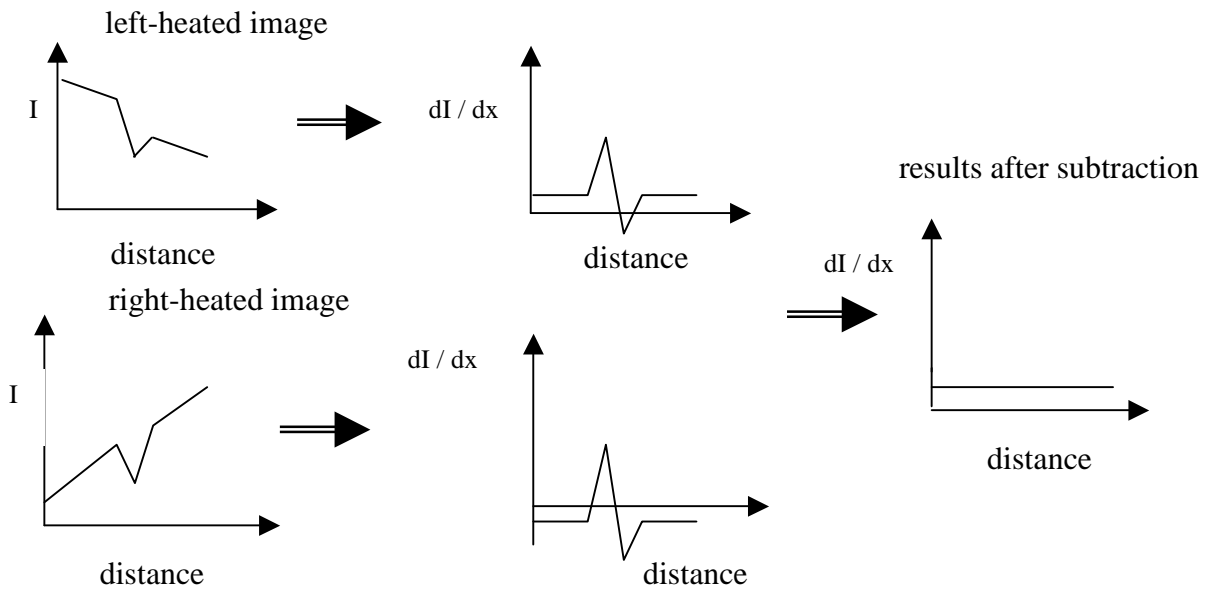 left-heated image
I
distance
dI / dx
distance
right-heated image
I
distance
dI / dx
distance
results after subtraction
dI / dx
distance